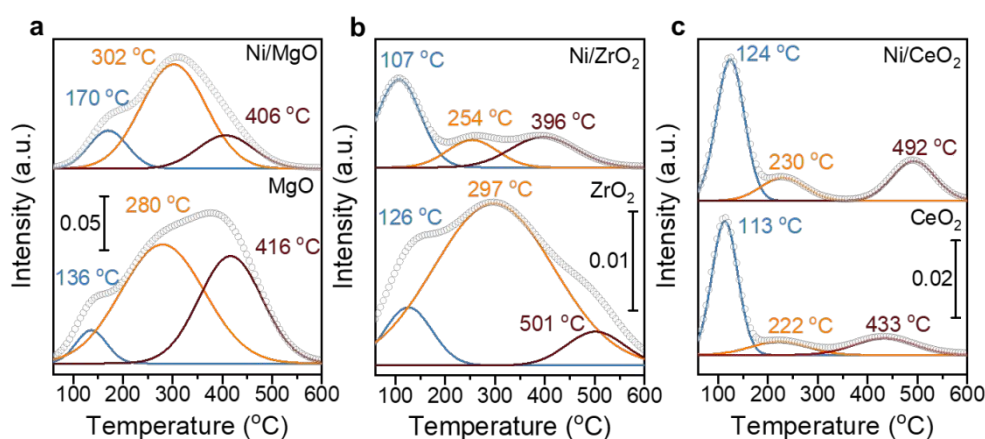 a
Ni/MgO
302 °C
170 °C
406 °C
MgO
280 °C
0.05
416 °C
136 °C
Intensity (a.u.)
100 200 300 400 500 600
Temperature (°C)
b
Ni/ZrO₂
107 °C
254 °C
396 °C
297 °C
ZrO₂
126 °C
0.01
501 °C
Intensity (a.u.)
100 200 300 400 500 600
Temperature (°C)
c
124 °C
Ni/CeO₂
230 °C
492 °C
CeO₂
113 °C
0.02
222 °C
433 °C
Intensity (a.u.)
100 200 300 400 500 600
Temperature (°C)